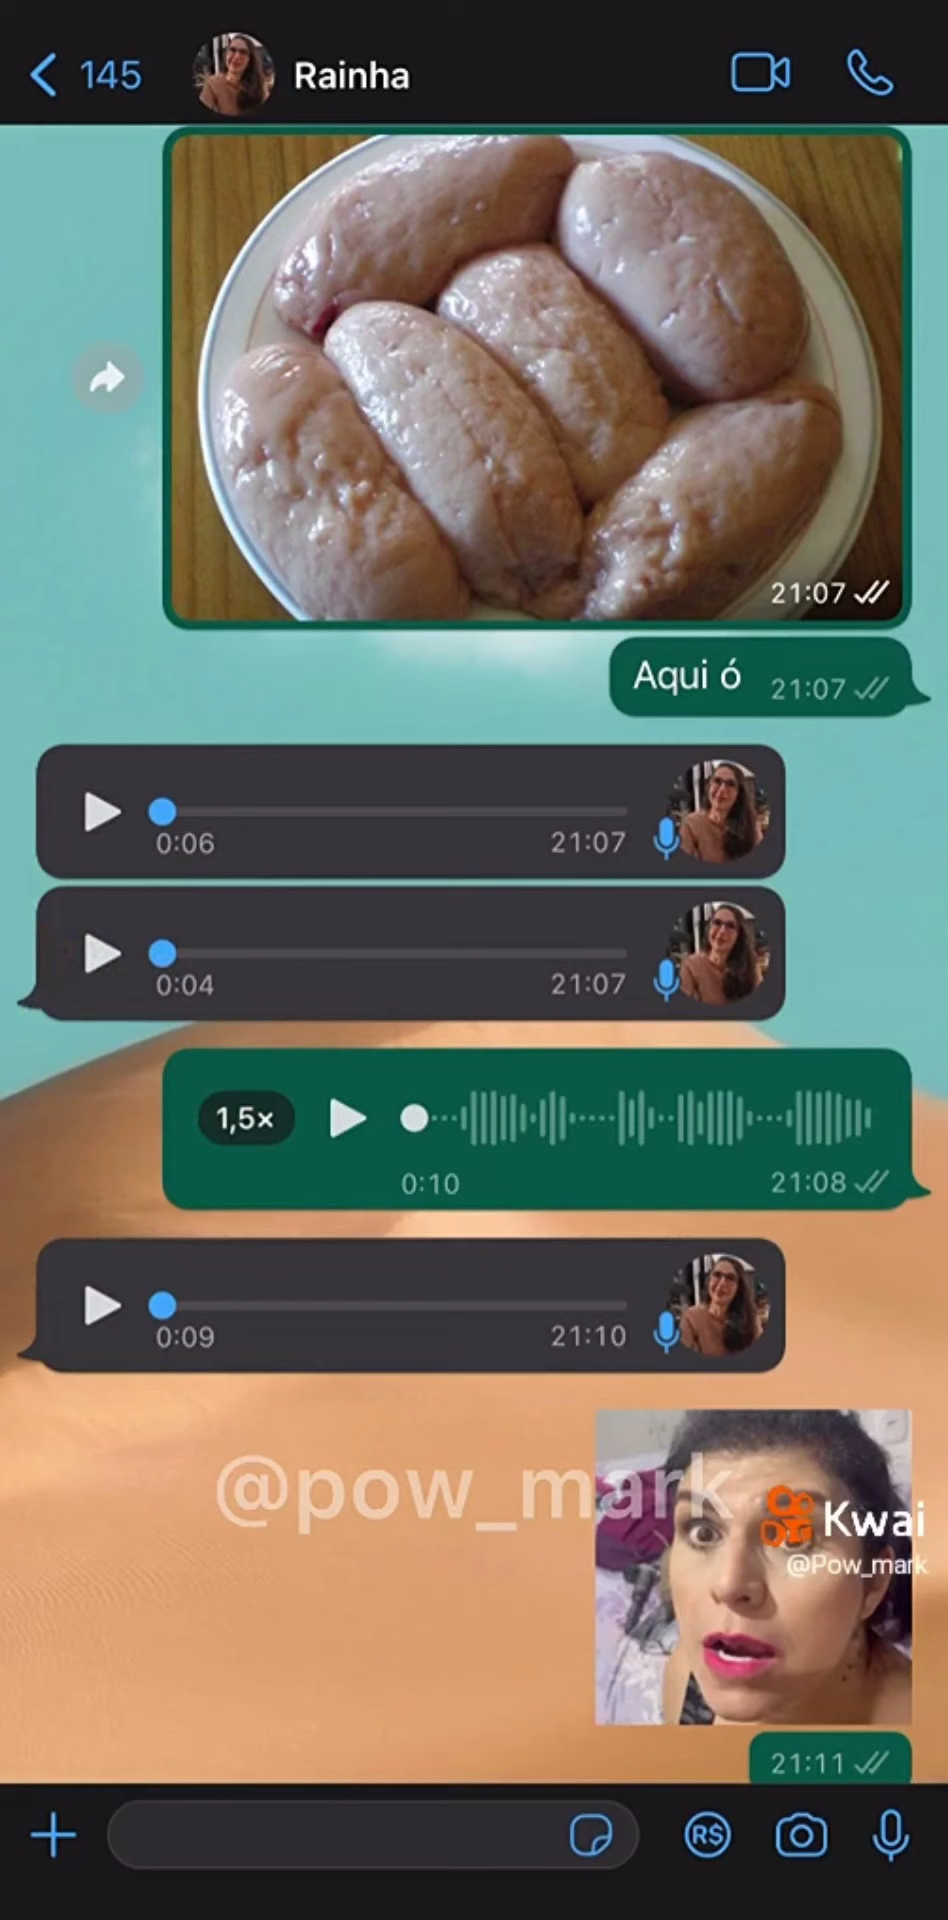 145 Rainha
21:07
Aqui ó 21:07
0:06 21:07
0:04 21:07
1,5×
0:10 21:08
0:09 21:10
@pow_mark
Kwai
@Pow_mark
21:11
R$